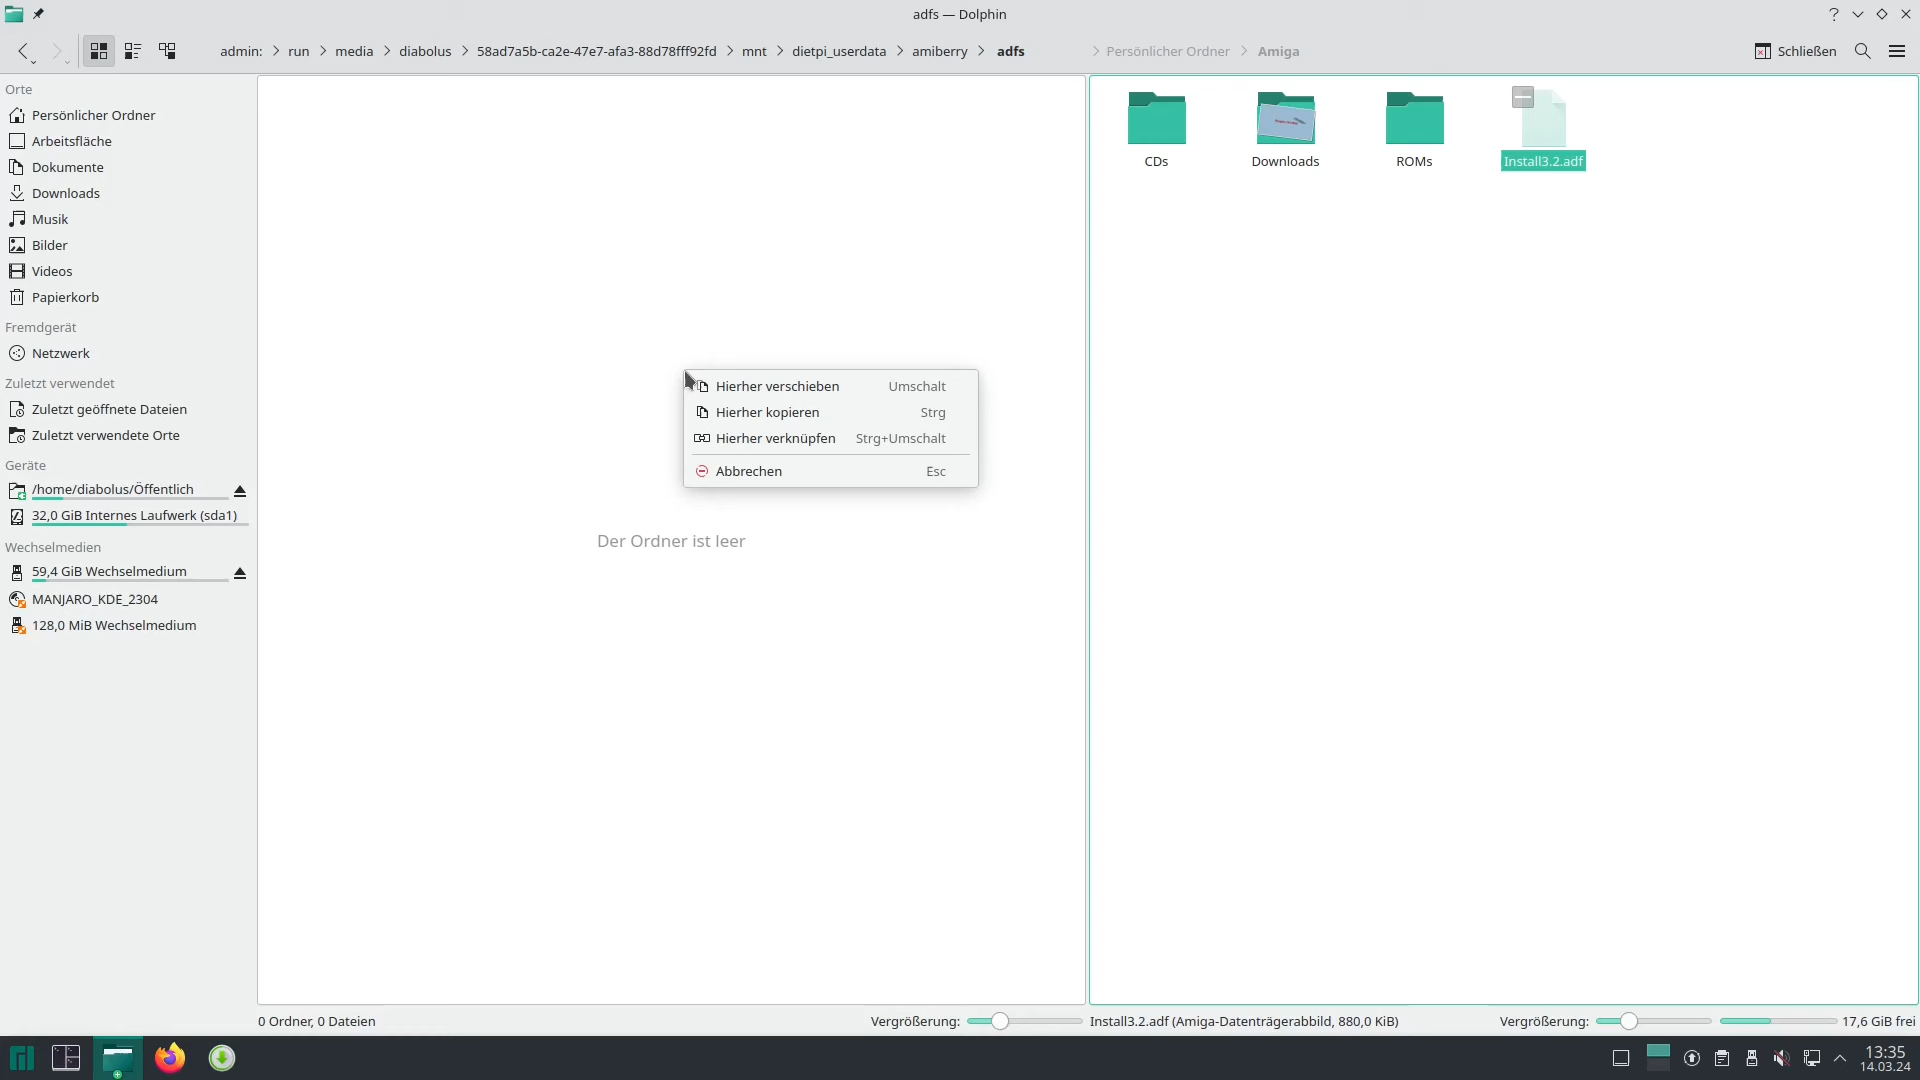 adfs — Dolphin
admin: > run > media > diabolus > 58ad7a5b-ca2e-47e7-afa3-88d78fff92fd > mnt > dietpi_userdata > amiberry > adfs
> Persönlicher Ordner > Amiga
Schließen
Orte
Persönlicher Ordner
Arbeitsfläche
Dokumente
Downloads
Musik
Bilder
Videos
Papierkorb
Fremdgerät
Netzwerk
Zuletzt verwendet
Zuletzt geöffnete Dateien
Zuletzt verwendete Orte
Geräte
/home/diabolus/Öffentlich
32,0 GiB Internes Laufwerk (sda1)
Wechselmedien
59,4 GiB Wechselmedium
MANJARO_KDE_2304
128,0 MiB Wechselmedium
Hierher verschieben Umschalt
Hierher kopieren Strg
Hierher verknüpfen Strg+Umschalt
Abbrechen Esc
Der Ordner ist leer
CDs
Downloads
ROMs
Install3.2.adf
0 Ordner, 0 Dateien
Vergrößerung:
Install3.2.adf (Amiga-Datenträgerabbild, 880,0 KiB)
Vergrößerung:
17,6 GiB frei
13:35
14.03.24